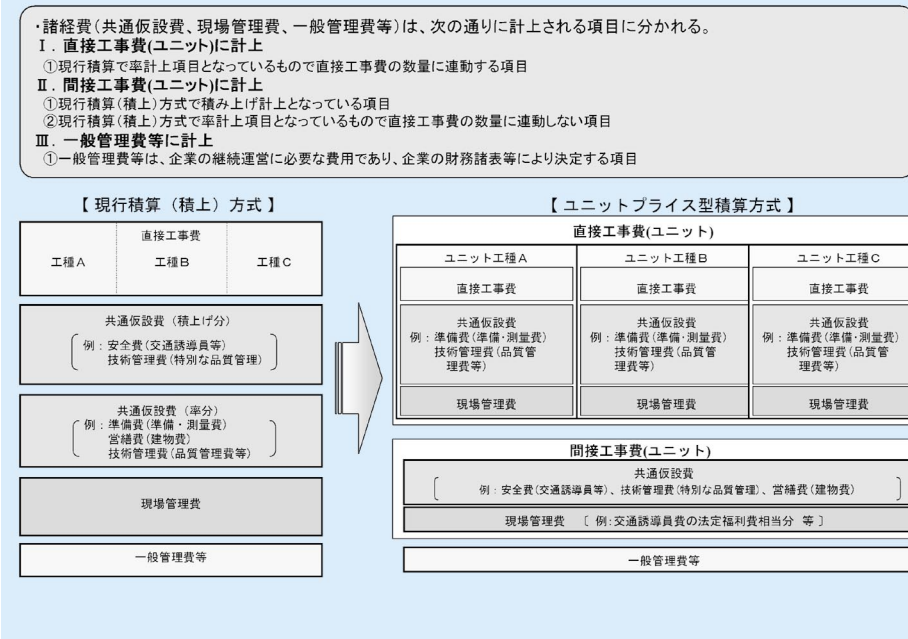 ・諸経費(共通仮設費、現場管理費、一般管理費等)は、次の通りに計上される項目に分かれる。
Ⅰ．直接工事費(ユニット)に計上
①現行積算で率計上項目となっているもので直接工事費の数量に連動する項目
Ⅱ．間接工事費(ユニット)に計上
①現行積算(積上)方式で積み上げ計上となっている項目
②現行積算(積上)方式で率計上項目となっているもので直接工事費の数量に連動しない項目
Ⅲ．一般管理費等に計上
①一般管理費等は、企業の継続運営に必要な費用であり、企業の財務諸表等により決定する項目
【現行積算（積上）方式】
直接工事費
工種A 工種B 工種C
共通仮設費（積上げ分）
例：安全費(交通誘導員等)
技術管理費(特別な品質管理)
共通仮設費（率分）
例：準備費(準備・測量費)
営繕費(建物費)
技術管理費(品質管理費等)
現場管理費
一般管理費等
【ユニットプライス型積算方式】
直接工事費(ユニット)
ユニット工種A ユニット工種B ユニット工種C
直接工事費 直接工事費 直接工事費
共通仮設費 共通仮設費 共通仮設費
例：準備費(準備･測量費) 例：準備費(準備･測量費) 例：準備費(準備･測量費)
技術管理費(品質管 技術管理費(品質管 技術管理費(品質管
理費等) 理費等) 理費等)
現場管理費 現場管理費 現場管理費
間接工事費(ユニット)
共通仮設費
例：安全費(交通誘導員等)、技術管理費(特別な品質管理)、営繕費(建物費)
現場管理費 〔 例:交通誘導員費の法定福利費相当分 等 〕
一般管理費等